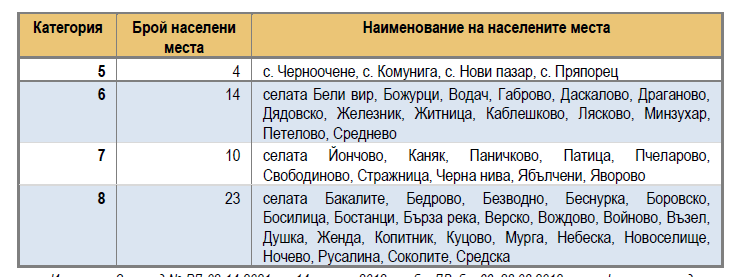 Категория Брой населени места Наименование на населените места
5 4 с. Черноочене, с. Комунига, с. Нови пазар, с. Пряпорец
6 14 селата Бели вир, Божурци, Водач, Габрово, Даскалово, Драганово,
Дядовско, Железник, Житница, Каблешково, Лясково, Минзухар,
Петелово, Среднево
7 10 селата Йончово, Каняк, Паничково, Патица, Пчеларово,
Свободиново, Стражница, Черна нива, Ябълчени, Яворово
8 23 селата Бакалите, Бедрово, Безводно, Беснурка, Боровско,
Босилица, Бостанци, Бърза река, Верско, Вождово, Войново, Възел,
Душка, Женда, Копитник, Куцово, Мурга, Небеска, Новоселище,
Ночево, Русалина, Соколите, Средска